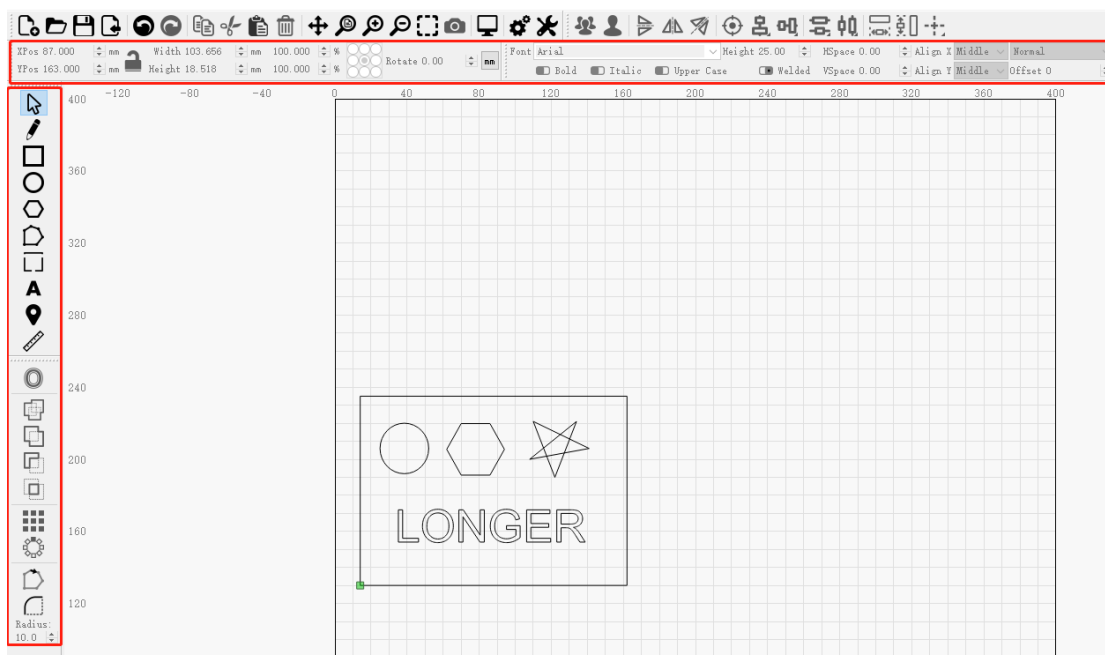 XPos 87.000 mm Width 103.656 mm 100.000 % Rotate 0.00 mm Font Arial Height 25.00 HSpace 0.00 Align X Middle Normal
YPos 163.000 mm Height 18.518 mm 100.000 % Bold Italic Upper Case Welded VSpace 0.00 Align Y Middle Offset 0
A
-120 -80 -40 0 40 80 120 160 200 240 280 320 360 400
400
360
320
280
240
200
160
120
LONGER
Radius:
10.0